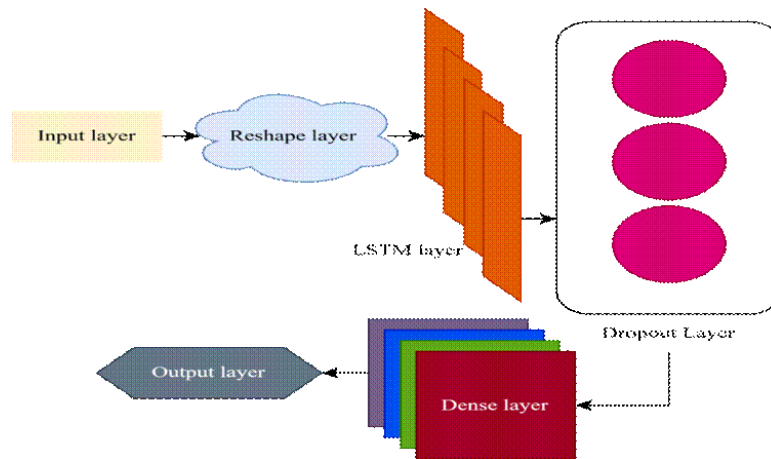 Input layer
Reshape layer
LSTM layer
Dropout Layer
Dense layer
Output layer